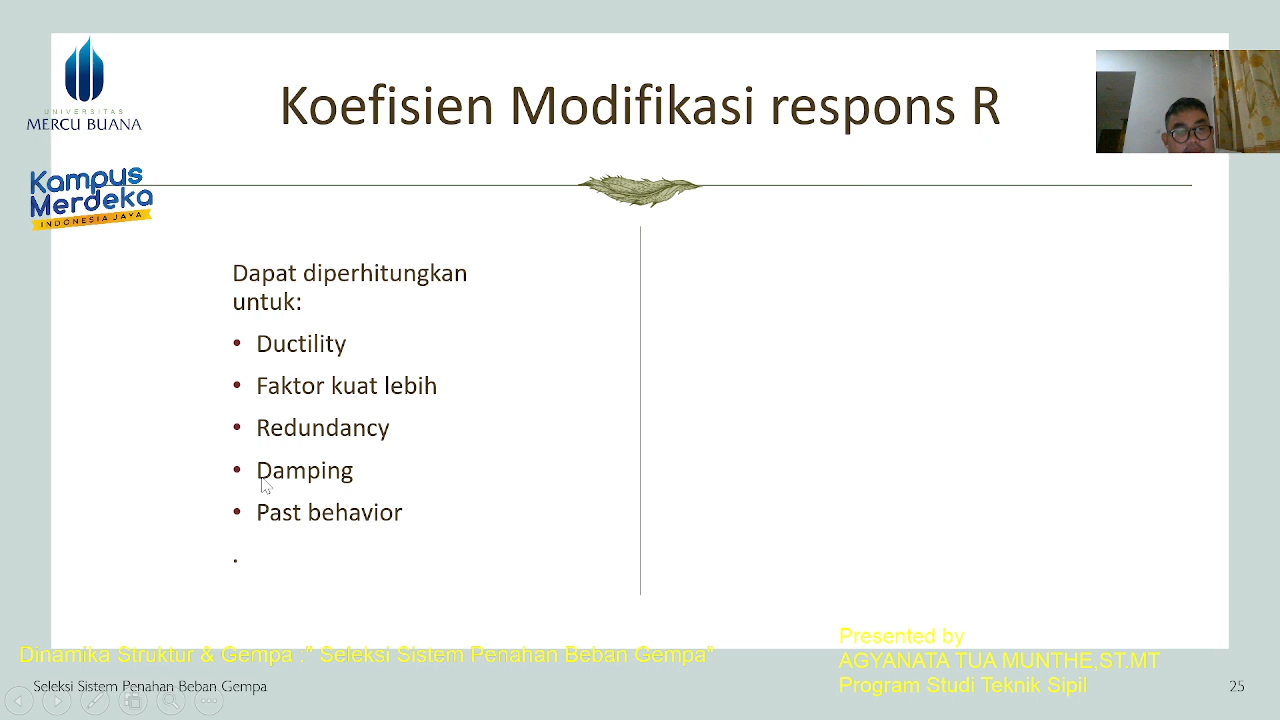 UNIVERSITAS
MERCU BUANA
Kampus
Merdeka
INDONESIA JAYA
Koefisien Modifikasi respons R
Dapat diperhitungkan
untuk:
• Ductility
• Faktor kuat lebih
• Redundancy
• Damping
• Past behavior
.
Presented by
AGYANATA TUA MUNTHE,ST.MT
Program Studi Teknik Sipil
Dinamika Struktur & Gempa :" Seleksi Sistem Penahan Beban Gempa"
Seleksi Sistem Penahan Beban Gempa
25